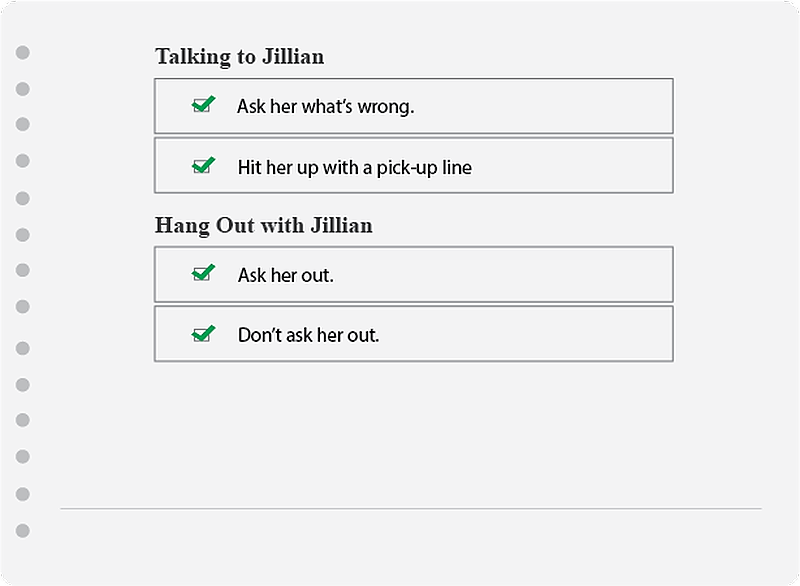 Talking to Jillian
Ask her what's wrong.
Hit her up with a pick-up line
Hang Out with Jillian
Ask her out.
Don't ask her out.